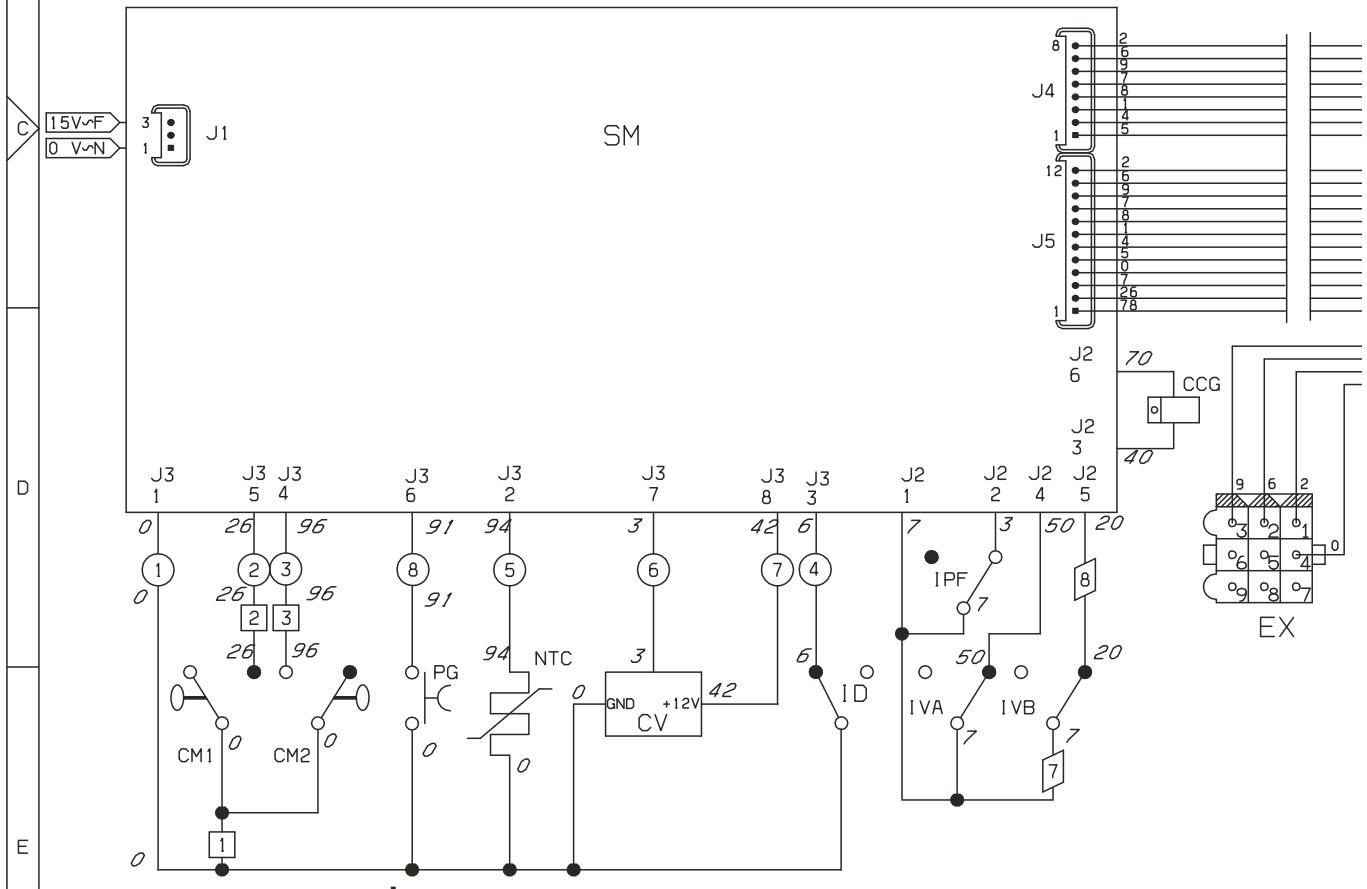 C
15V~F
0 V~N
3
1
J1
SM
J4
8
1
2
6
9
7
8
1
4
5
J5
12
1
2
6
9
7
8
1
4
5
0
7
26
78
J2
6
70
CCG
J2
3
40
D
J3 J3 J3 J3 J3 J3 J3 J3 J2 J2 J2 J2
1 5 4 6 2 7 8 3 1 2 4 5
0 26 96 91 94 3 42 6 7 3 50 20
1 2 3 8 5 6 7 4
0 26 96 91
2 3
26 96
IPF
7
8
9 6 2
3 2 1
6 5 4
0
9 8 7
EX
PG
94
NTC
3
6
50
20
0
GND +12V
42
CV
ID
IVA
IVB
7
7
CM1
0
CM2
0
0
0
7
1
E
0